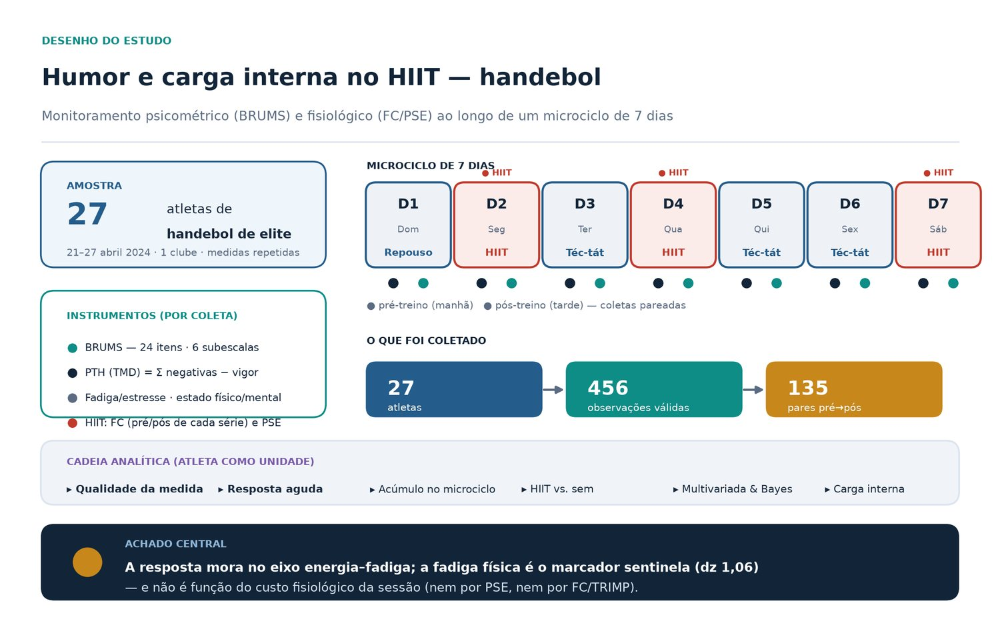 DESENHO DO ESTUDO
Humor e carga interna no HIIT — handebol
Monitoramento psicométrico (BRUMS) e fisiológico (FC/PSE) ao longo de um microciclo de 7 dias
AMOSTRA
27
atletas de
handebol de elite
21–27 abril 2024 · 1 clube · medidas repetidas
INSTRUMENTOS (POR COLETA)
BRUMS — 24 itens · 6 subescalas
PTH (TMD) = Σ negativas − vigor
Fadiga/estresse · estado físico/mental
HIIT: FC (pré/pós de cada série) e PSE
MICROCICLO DE 7 DIAS
● HIIT ● HIIT ● HIIT
D1 D2 D3 D4 D5 D6 D7
Dom Seg Ter Qua Qui Sex Sáb
Repouso HIIT Téc-tát HIIT Téc-tát Téc-tát HIIT
● pré-treino (manhã) ● pós-treino (tarde) — coletas pareadas
O QUE FOI COLETADO
27 456 135
atletas observações válidas pares pré→pós
CADEIA ANALÍTICA (ATLETA COMO UNIDADE)
▸ Qualidade da medida ▸ Resposta aguda ▸ Acúmulo no microciclo ▸ HIIT vs. sem ▸ Multivariada & Bayes ▸ Carga interna
ACHADO CENTRAL
A resposta mora no eixo energia–fadiga; a fadiga física é o marcador sentinela (dz 1,06)
— e não é função do custo fisiológico da sessão (nem por PSE, nem por FC/TRIMP).